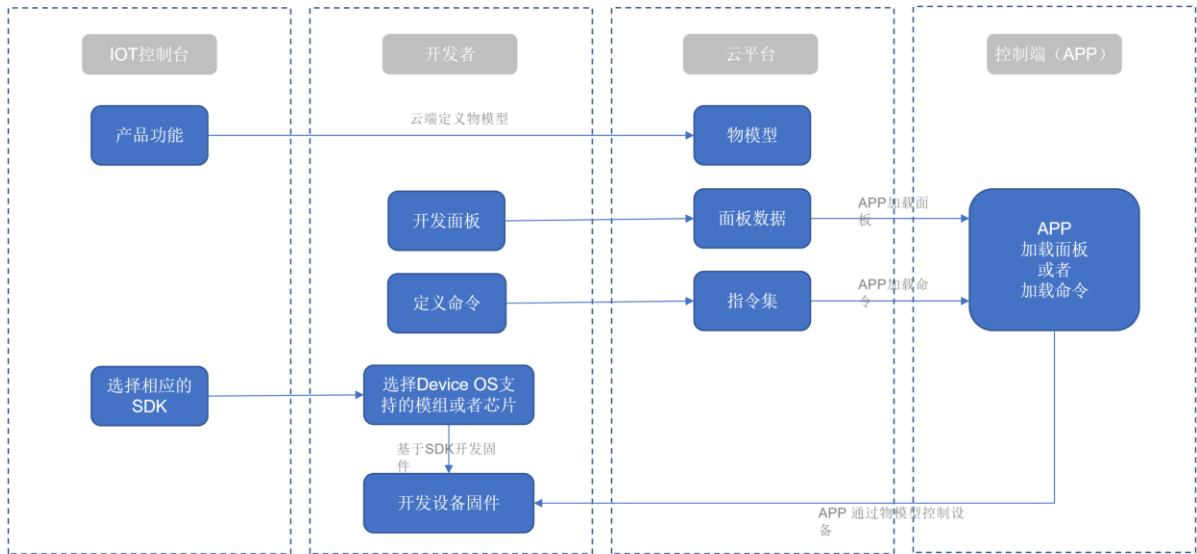 IOT控制台
开发者
云平台
控制端（APP）
产品功能
云端定义物模型
物模型
开发面板
面板数据
APP加载面
板
APP
加载面板
或者
加载命令
定义命令
指令集
APP加载命
令
选择相应的
SDK
选择Device OS支
持的模组或者芯片
基于SDK开发固
件
开发设备固件
APP 通过物模型控制设
备